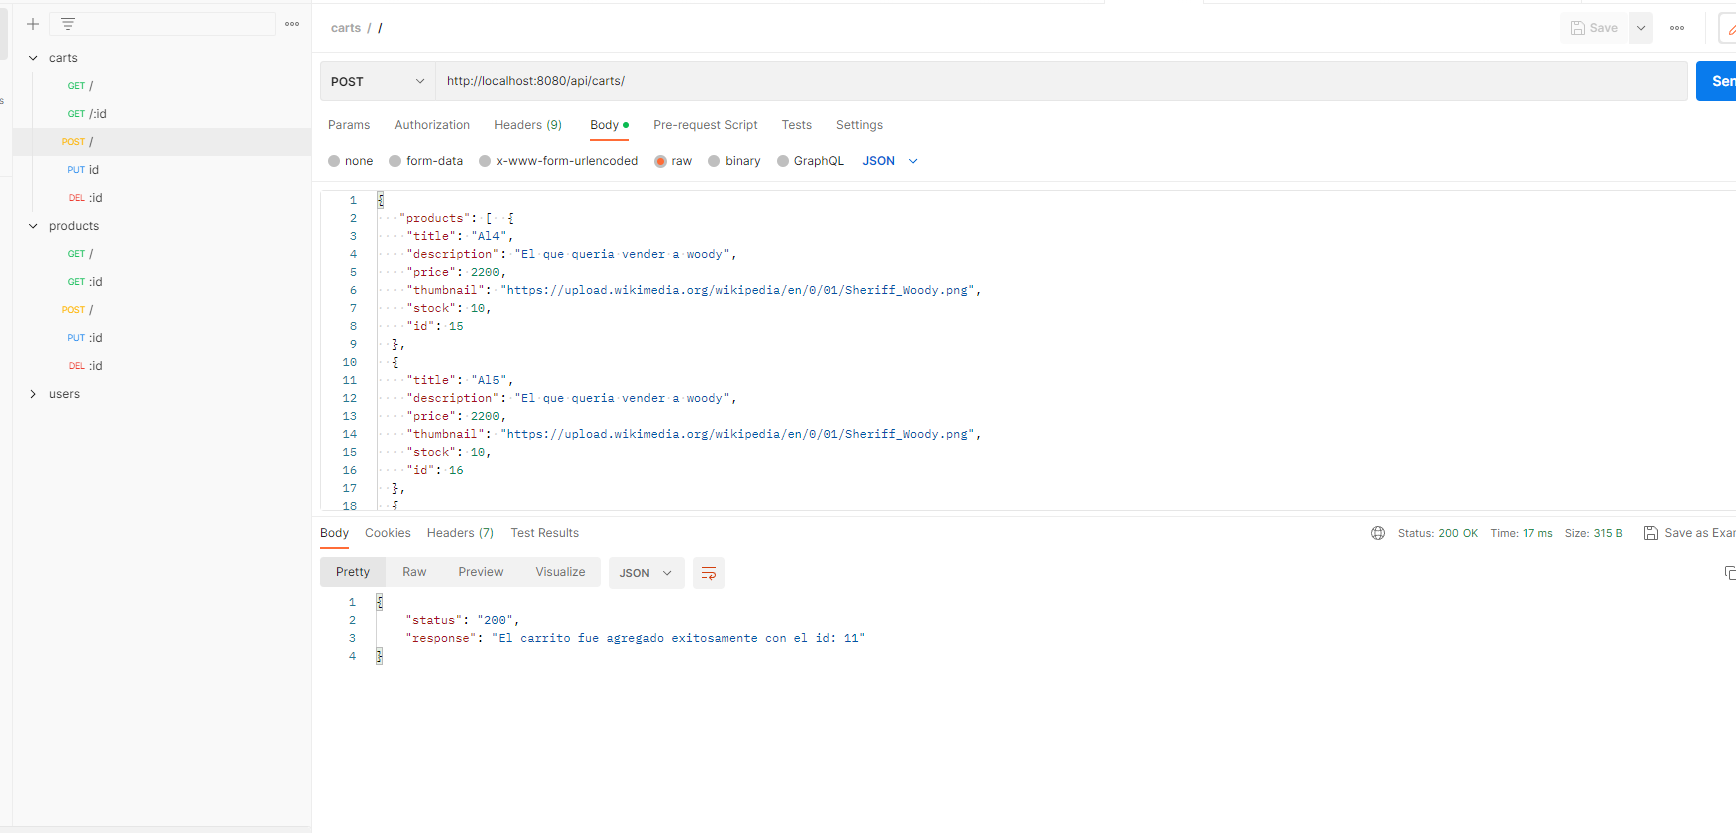 carts
GET /
GET /:id
POST /
PUT id
DEL :id
products
GET /
GET :id
POST /
PUT :id
DEL :id
users
carts / /
Save
POST http://localhost:8080/api/carts/
Params Authorization Headers (9) Body Pre-request Script Tests Settings
none form-data x-www-form-urlencoded raw binary GraphQL JSON
1 {
2 "products": [ {
3 "title": "Al4",
4 "description": "El que queria vender a woody",
5 "price": 2200,
6 "thumbnail": "https://upload.wikimedia.org/wikipedia/en/0/01/Sheriff_Woody.png",
7 "stock": 10,
8 "id": 15
9 },
10 {
11 "title": "Al5",
12 "description": "El que queria vender a woody",
13 "price": 2200,
14 "thumbnail": "https://upload.wikimedia.org/wikipedia/en/0/01/Sheriff_Woody.png",
15 "stock": 10,
16 "id": 16
17 },
18 {
Body Cookies Headers (7) Test Results Status: 200 OK Time: 17 ms Size: 315 B Save as
Pretty Raw Preview Visualize JSON
1 {
2 "status": "200",
3 "response": "El carrito fue agregado exitosamente con el id: 11"
4 }